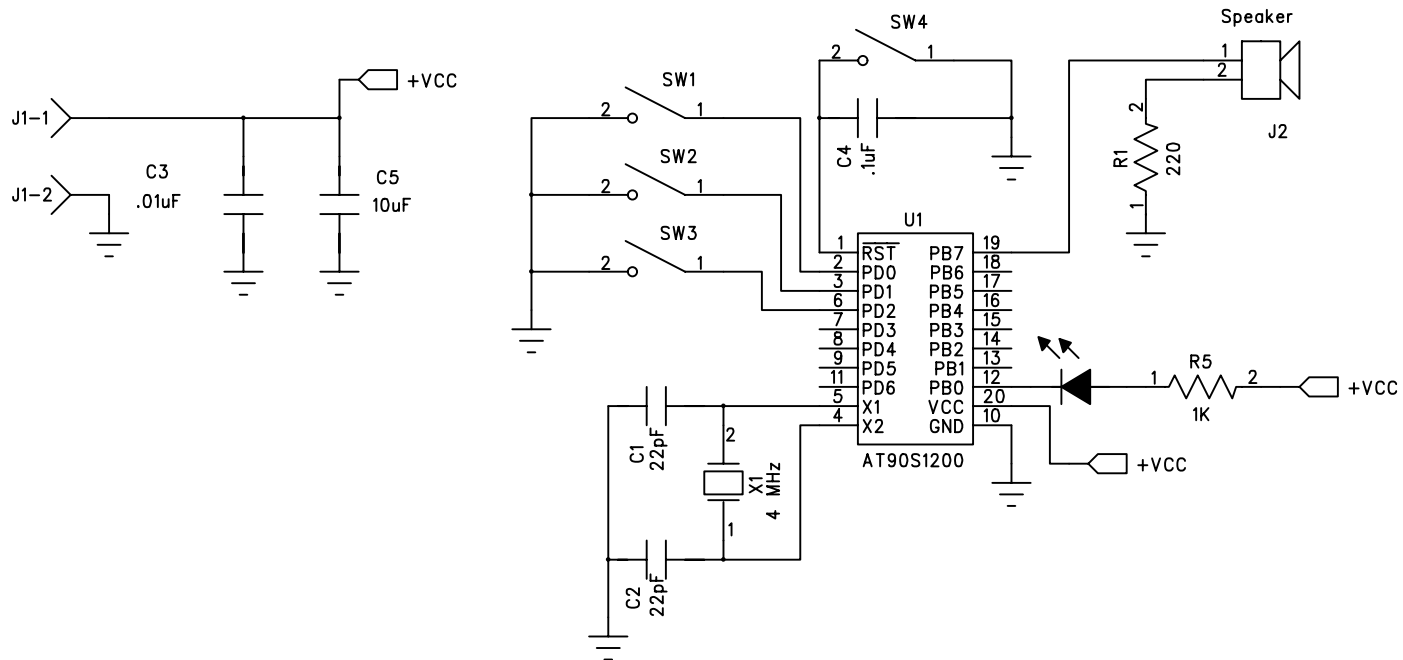 Speaker
SW4
2
1
1
2
J2
+VCC
J1-1
C3
.01uF
C5
10uF
J1-2
SW1
2
1
SW2
2
1
SW3
2
1
C4
.1uF
2
R1
220
1
U1
1 RST PB7 19
2 PD0 PB6 18
3 PD1 PB5 17
6 PD2 PB4 16
7 PD3 PB3 15
8 PD4 PB2 14
9 PD5 PB1 13
11 PD6 PB0 12
5 X1 VCC 20
4 X2 GND 10
AT90S1200
R5
1
2
1K
+VCC
+VCC
C1
22pF
2
X1
4 MHz
1
C2
22pF